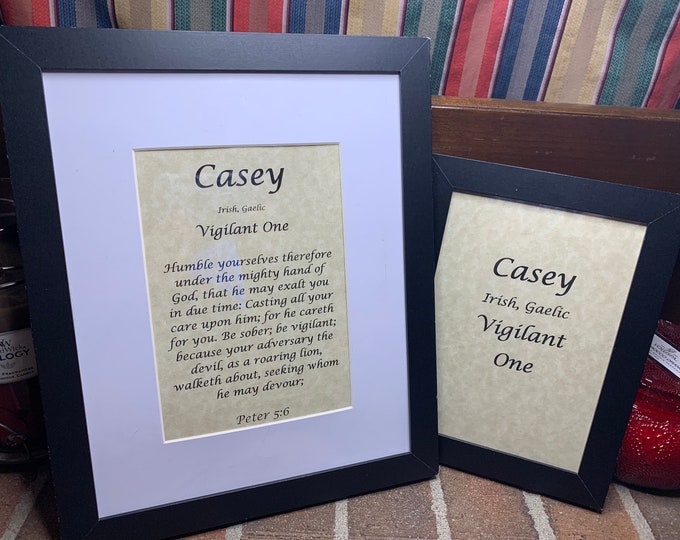 Casey
Irish, Gaelic
Vigilant One
Humble yourselves therefore
under the mighty hand of
God, that he may exalt you
in due time: Casting all your
care upon him; for he careth
for you. Be sober; be vigilant;
because your adversary the
devil, as a roaring lion,
walketh about, seeking whom
he may devour;
Peter 5:6
Casey
Irish, Gaelic
Vigilant
One